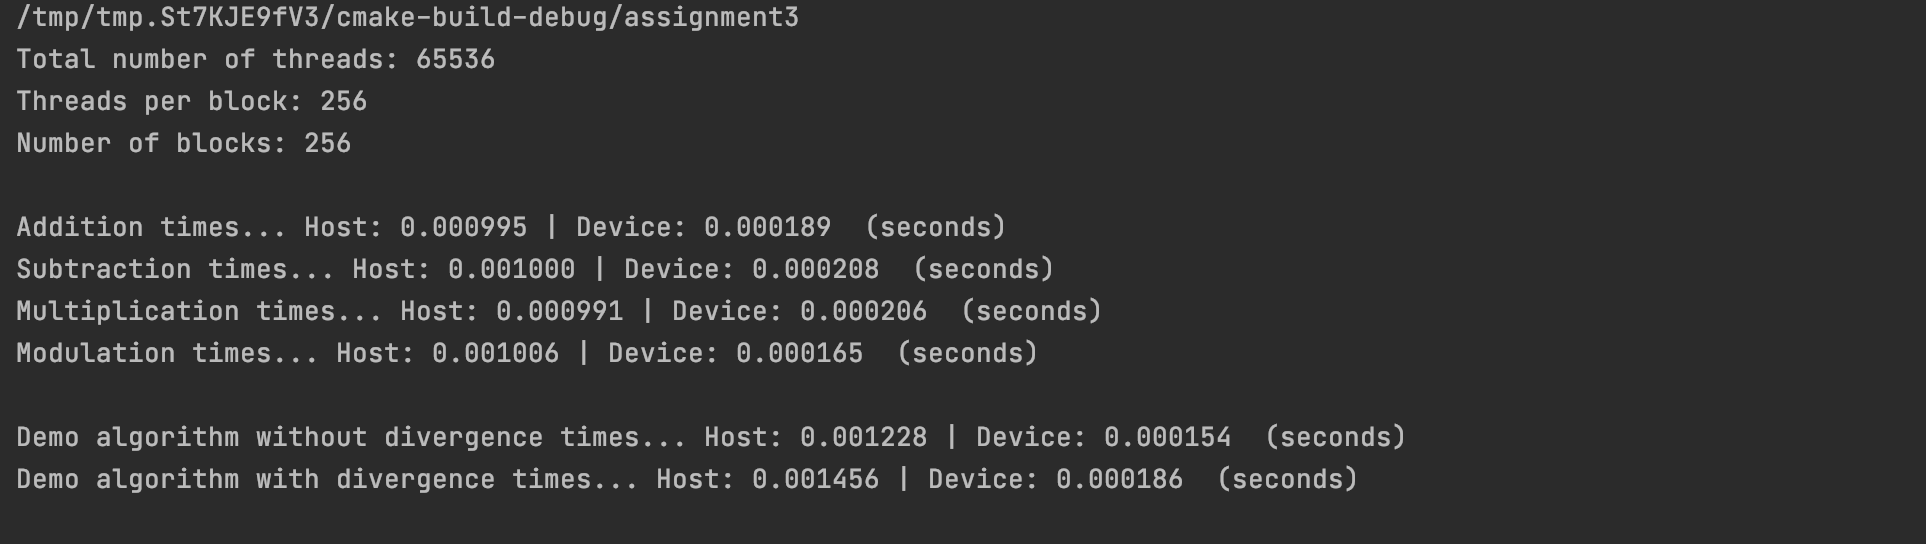 /tmp/tmp.St7KJE9fV3/cmake-build-debug/assignment3
Total number of threads: 65536
Threads per block: 256
Number of blocks: 256
Addition times... Host: 0.000995 | Device: 0.000189  (seconds)
Subtraction times... Host: 0.001000 | Device: 0.000208  (seconds)
Multiplication times... Host: 0.000991 | Device: 0.000206  (seconds)
Modulation times... Host: 0.001006 | Device: 0.000165  (seconds)
Demo algorithm without divergence times... Host: 0.001228 | Device: 0.000154  (seconds)
Demo algorithm with divergence times... Host: 0.001456 | Device: 0.000186  (seconds)